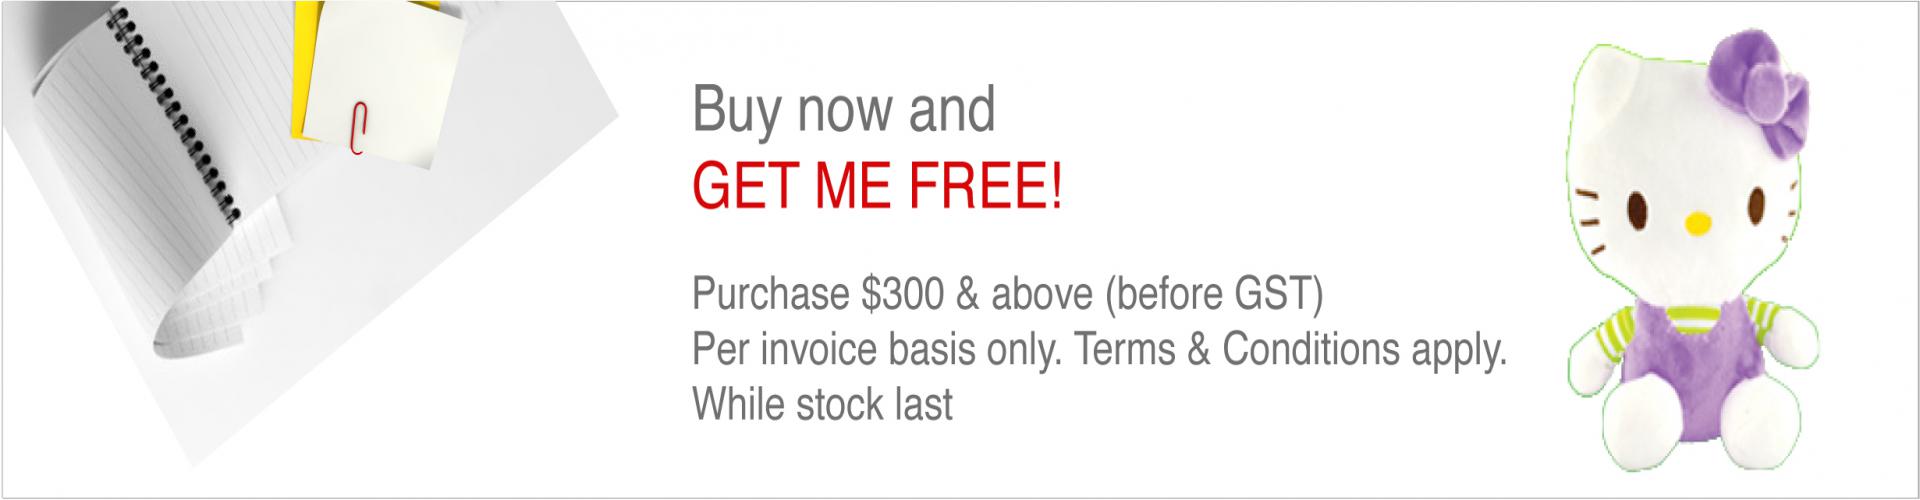 Buy now and
GET ME FREE!
Purchase $300 & above (before GST)
Per invoice basis only. Terms & Conditions apply.
While stock last